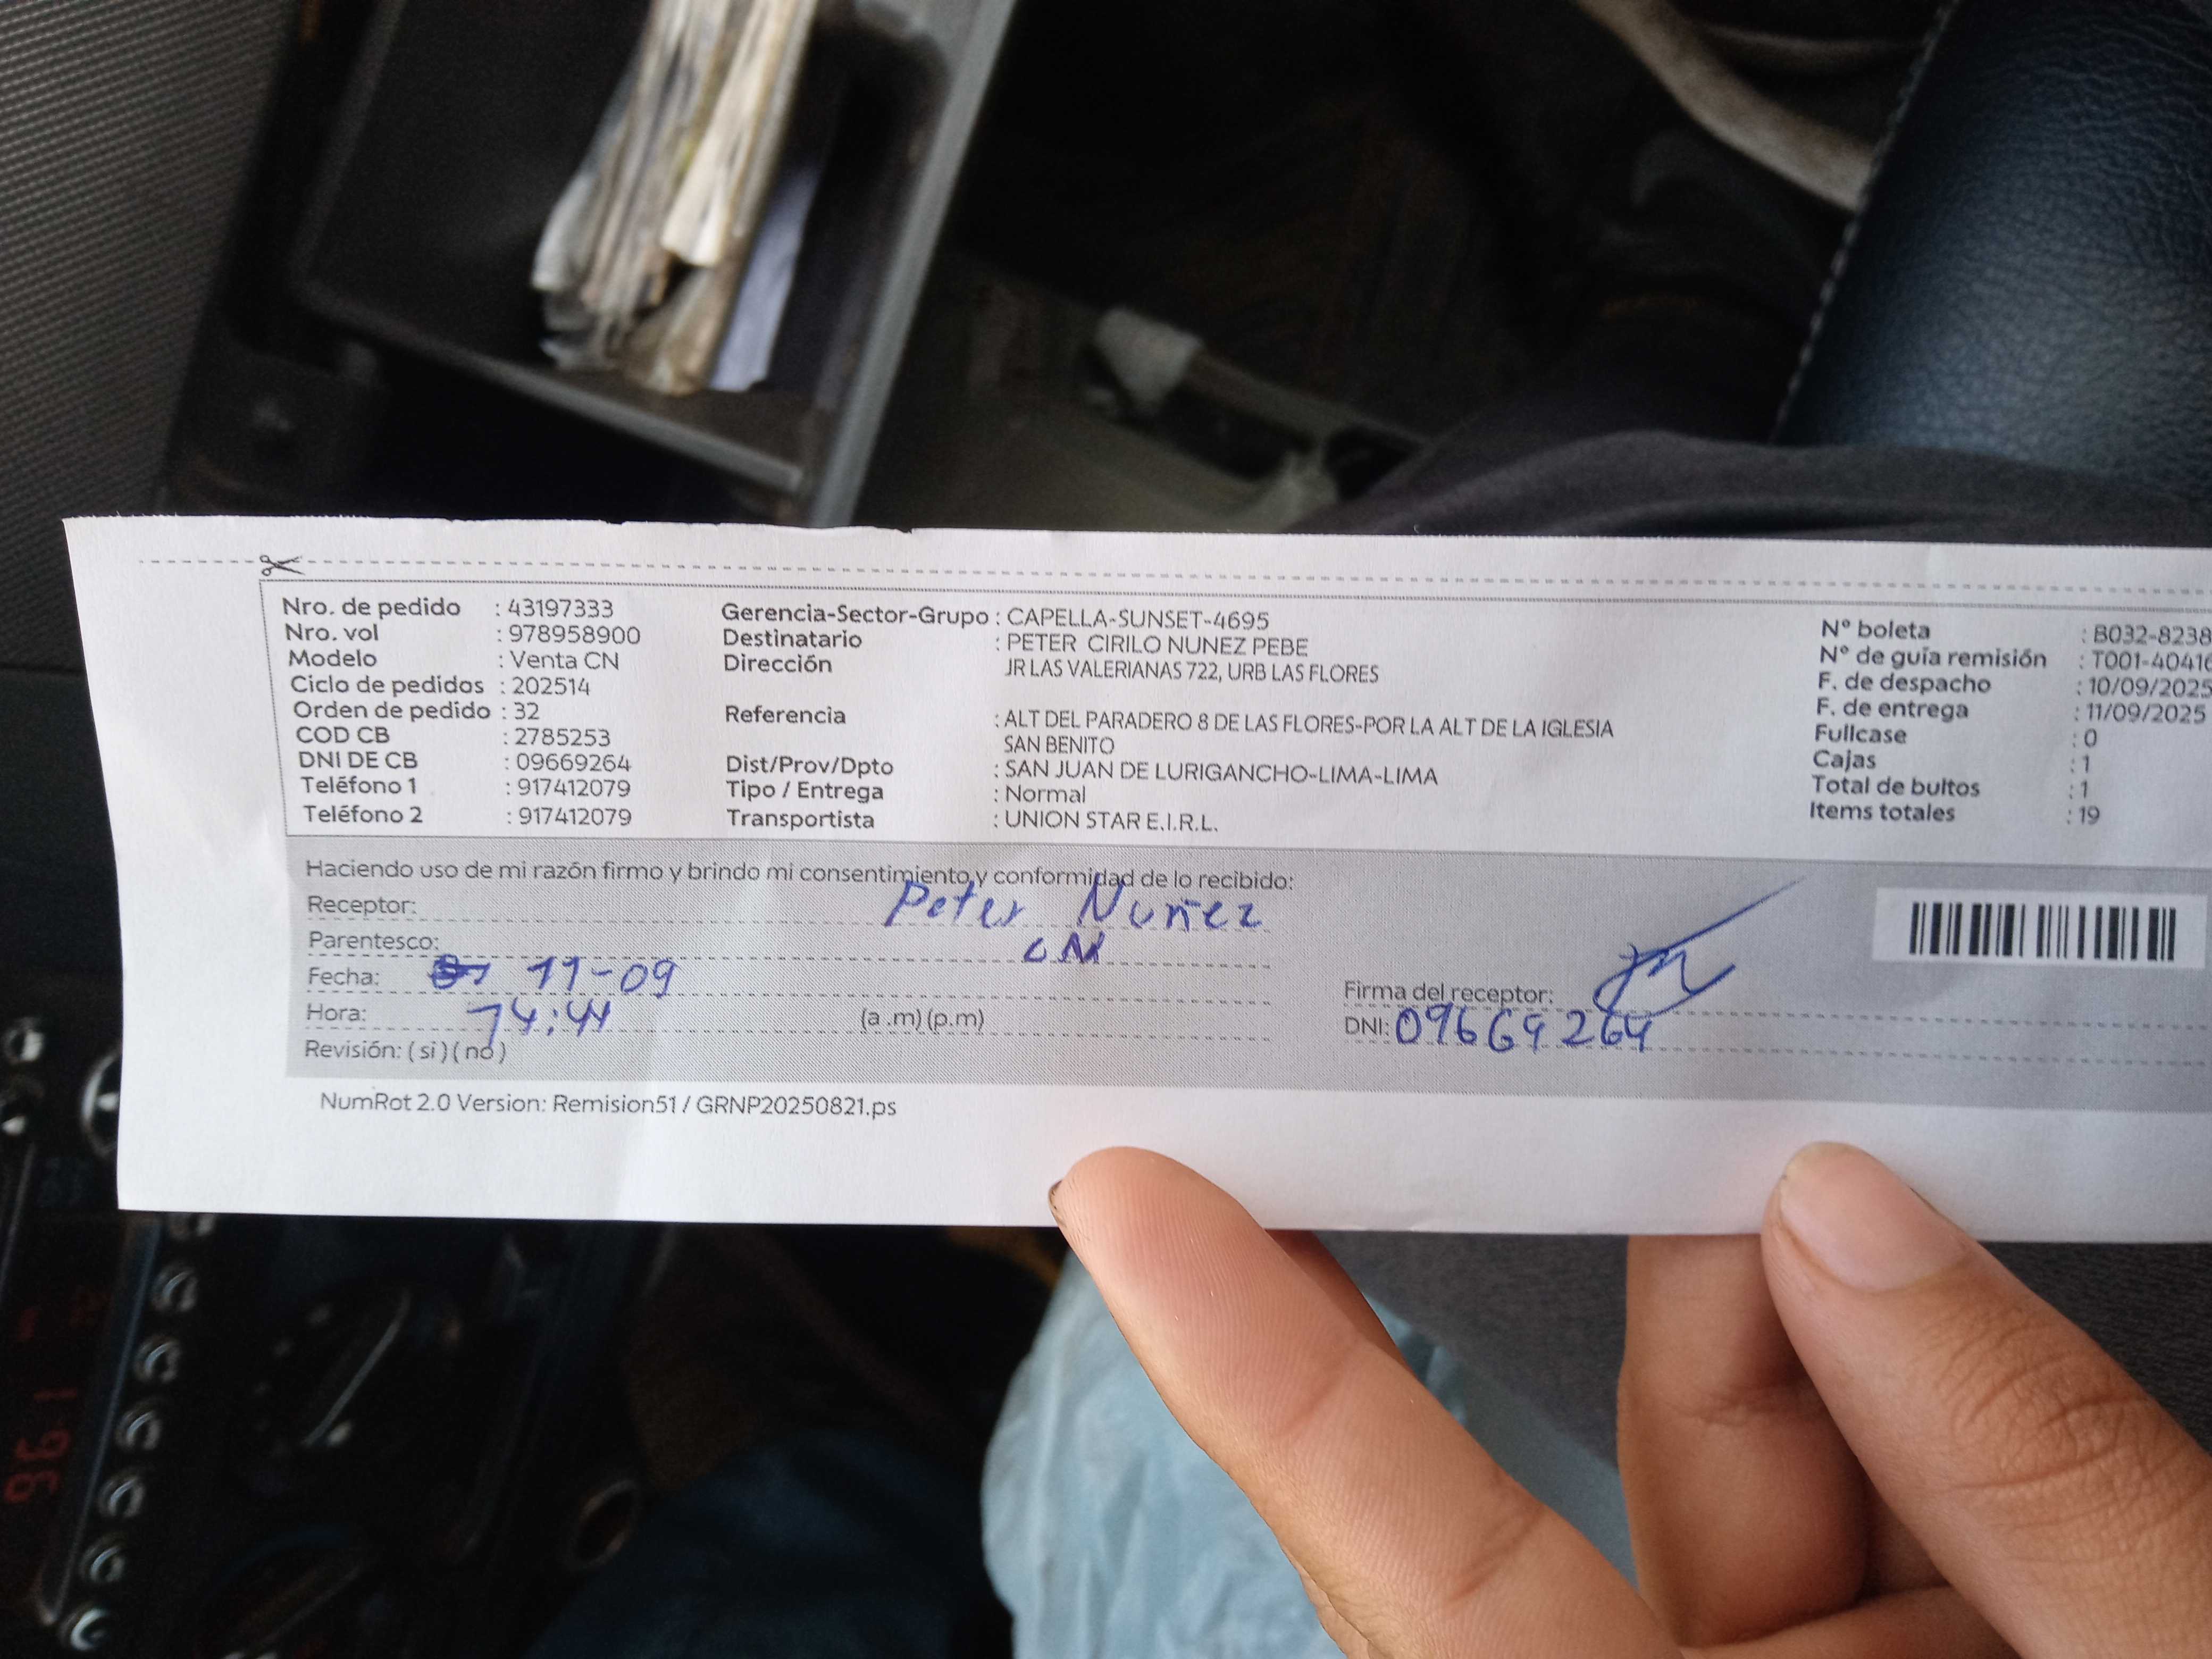 Nro. de pedido : 43197333
Nro. vol : 978958900
Modelo : Venta CN
Ciclo de pedidos : 202514
Orden de pedido : 32
COD CB : 2785253
DNI DE CB : 09669264
Teléfono 1 : 917412079
Teléfono 2 : 917412079
Gerencia-Sector-Grupo : CAPELLA-SUNSET-4695
Destinatario : PETER CIRILO NUNEZ PEBE
Dirección JR LAS VALERIANAS 722, URB LAS FLORES
Referencia : ALT DEL PARADERO 8 DE LAS FLORES-POR LA ALT DE LA IGLESIA
SAN BENITO
Dist/Prov/Dpto : SAN JUAN DE LURIGANCHO-LIMA-LIMA
Tipo / Entrega : Normal
Transportista : UNION STAR E.I.R.L.
N° boleta : B032-8238
N° de guía remisión : T001-40416
F. de despacho : 10/09/2025
F. de entrega : 11/09/2025
Fullcase : 0
Cajas : 1
Total de bultos : 1
Items totales : 19
Haciendo uso de mi razón firmo y brindo mi consentimiento y conformidad de lo recibido:
Receptor: Peter Nuñez
Parentesco: CN
Fecha: 11-09
Hora: 14:41 (a .m) (p.m)
Revisión: ( si ) ( no )
Firma del receptor:
DNI: 09669264
NumRot 2.0 Version: Remision51 / GRNP20250821.ps
96.1